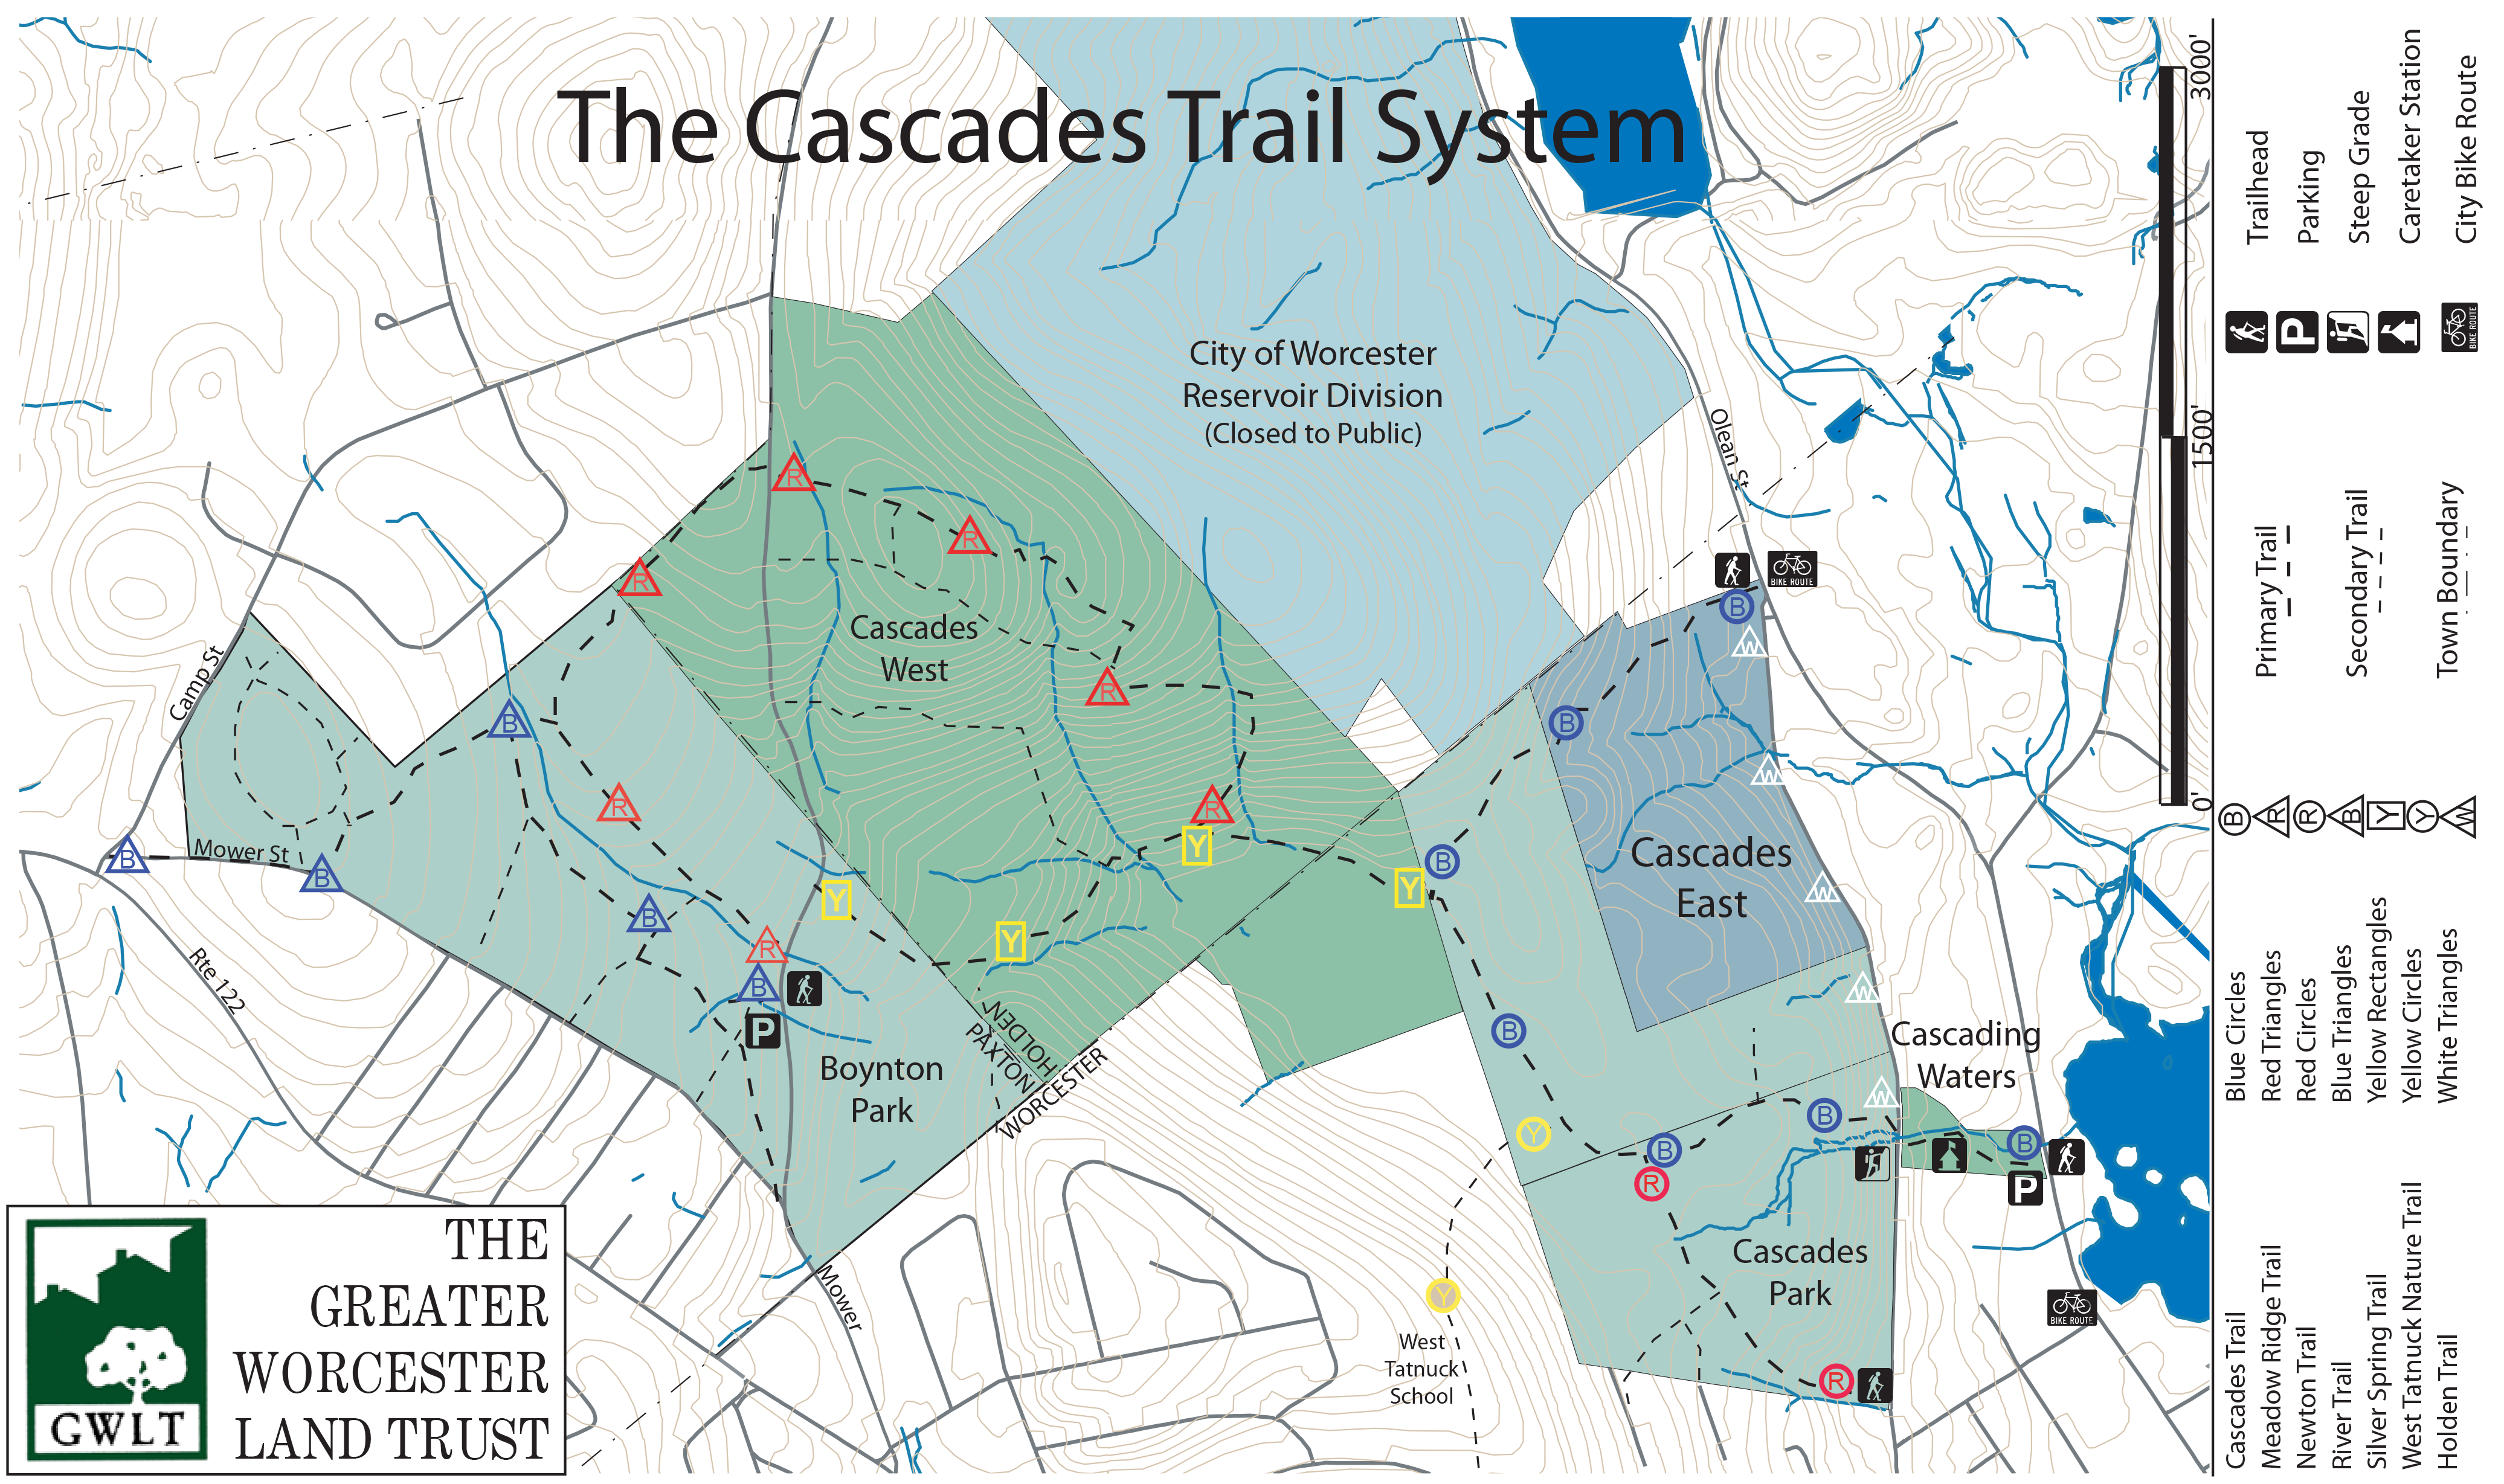 The Cascades Trail System
City of Worcester
Reservoir Division
(Closed to Public)
Olean St
R
R
R
BIKE ROUTE
B
W
Cascades
West
Camp St
R
B
B
W
R
R
Cascades
East
Y
B
Mower St
B
B
Y
Y
W
B
R
Y
B
P
Rte 122
W
HOLDEN
PAXTON
WORCESTER
B
Cascading
Waters
Boynton
Park
W
B
Y
B
B
R
P
Cascades
Park
Mower
Y
BIKE ROUTE
West
Tatnuck
School
R
THE
GREATER
WORCESTER
LAND TRUST
GWLT
3000'
1500'
0'
Trailhead
P Parking
Steep Grade
Caretaker Station
BIKE ROUTE City Bike Route
Primary Trail
Secondary Trail
Town Boundary
Cascades Trail Blue Circles B
Meadow Ridge Trail Red Triangles R
Newton Trail Red Circles R
River Trail Blue Triangles B
Silver Spring Trail Yellow Rectangles Y
West Tatnuck Nature Trail Yellow Circles Y
Holden Trail White Triangles W